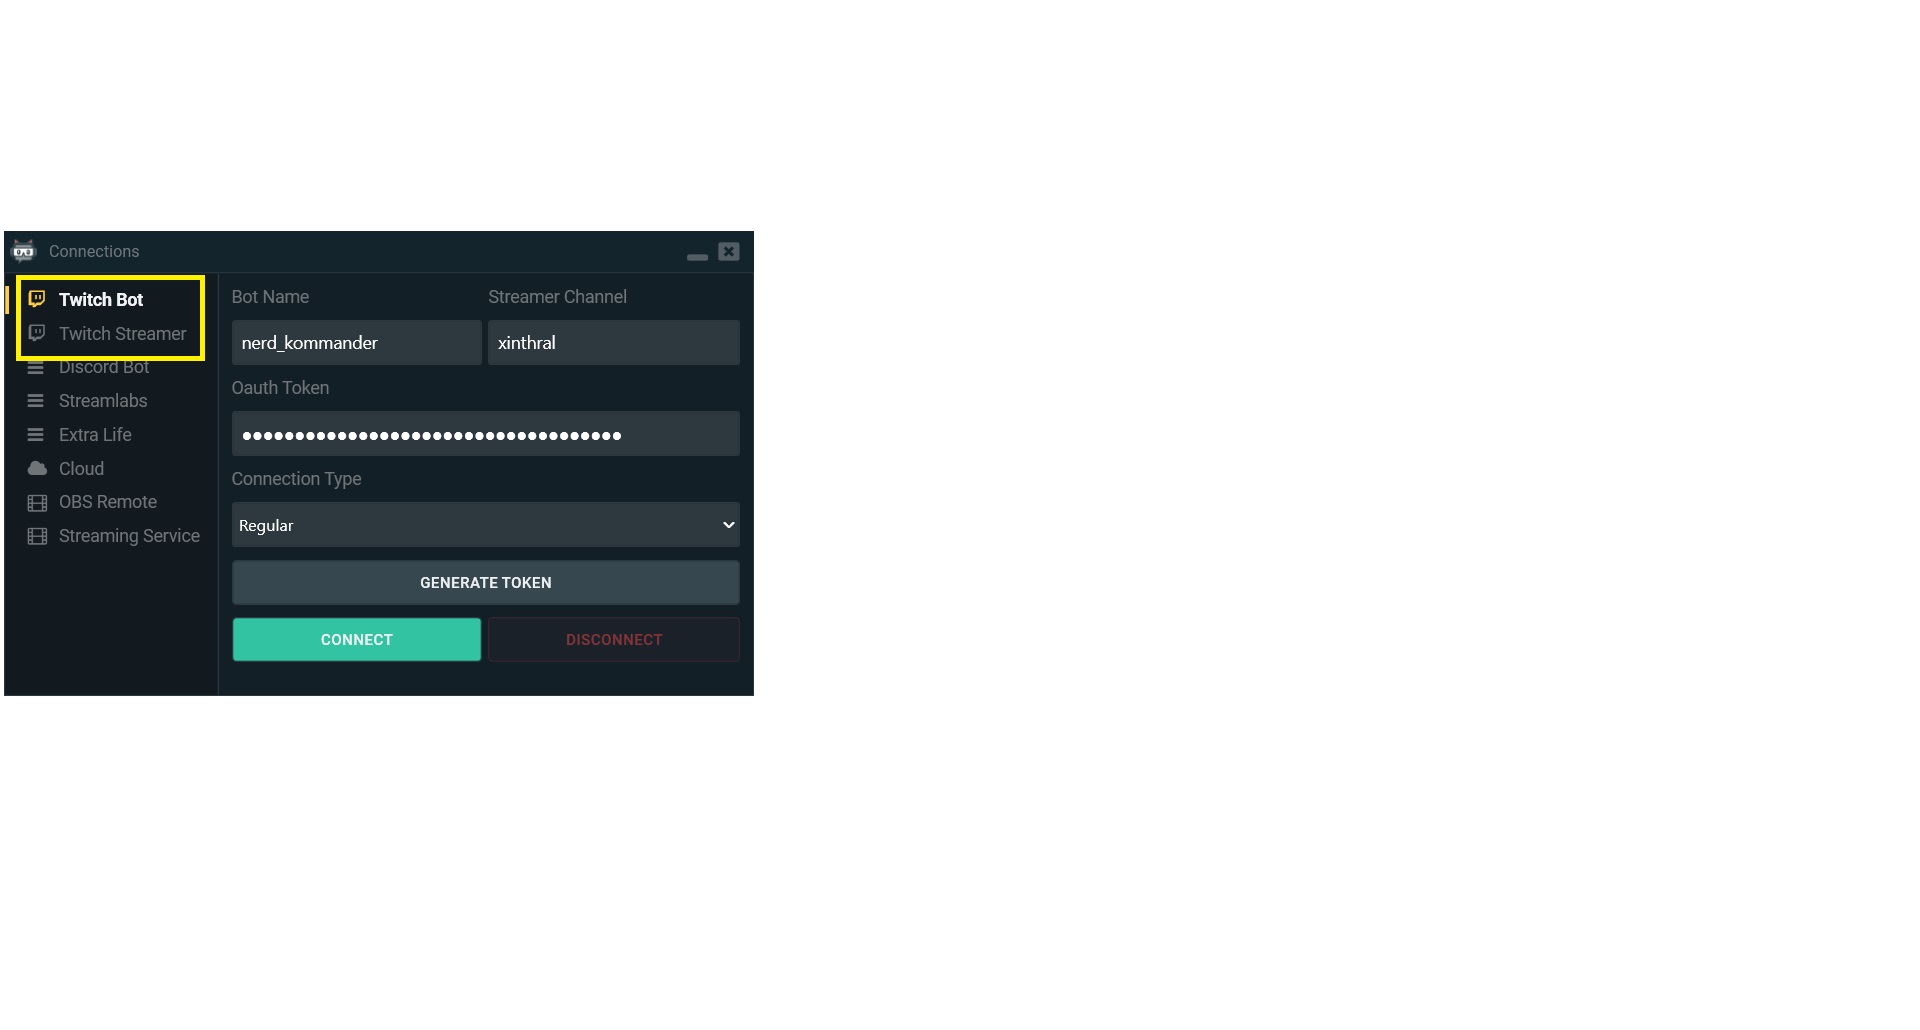 Connections
Twitch Bot
Twitch Streamer
Discord Bot
Streamlabs
Extra Life
Cloud
OBS Remote
Streaming Service
Bot Name Streamer Channel
nerd_kommander xinthral
Oauth Token
••••••••••••••••••••••••••••••••••••
Connection Type
Regular
GENERATE TOKEN
CONNECT DISCONNECT